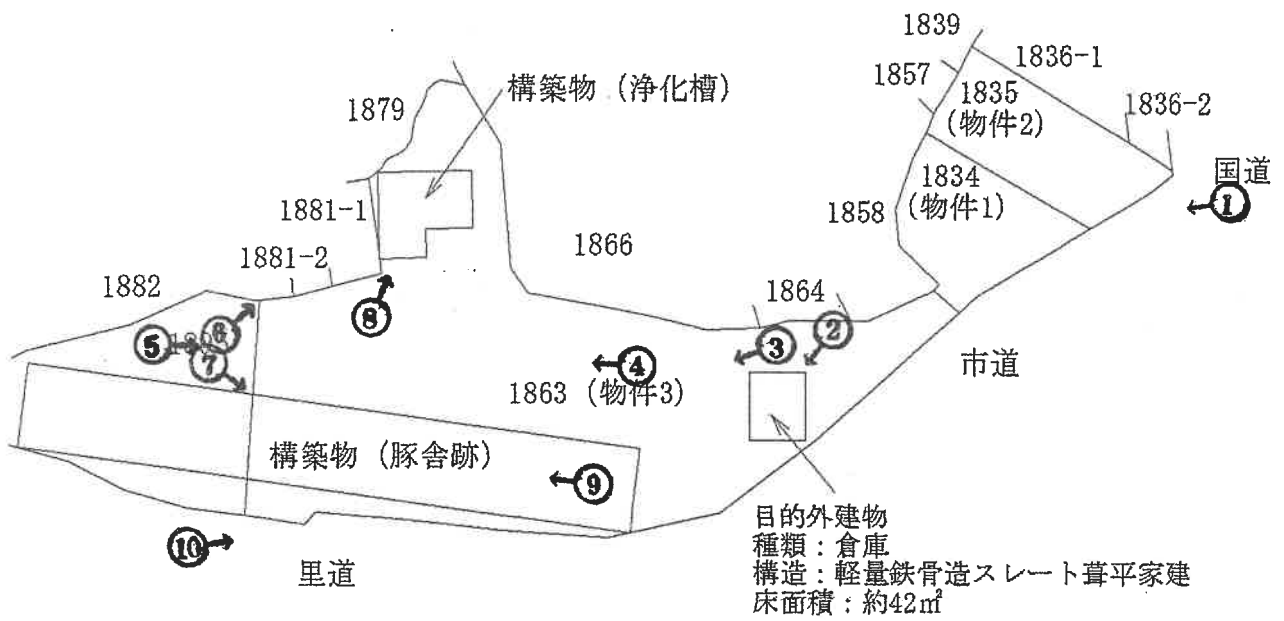 1839
1836-1
1857
構築物（浄化槽）
1835
（物件2）
1836-2
1879
国道
①
1834
（物件1）
1881-1
1858
1866
1881-2
1882
1864
⑧
②
⑥
⑤
③
⑦
④
市道
1863（物件3）
構築物（豚舎跡）
⑨
目的外建物
種類：倉庫
構造：軽量鉄骨造スレート葺平家建
床面積：約42㎡
⑩
里道